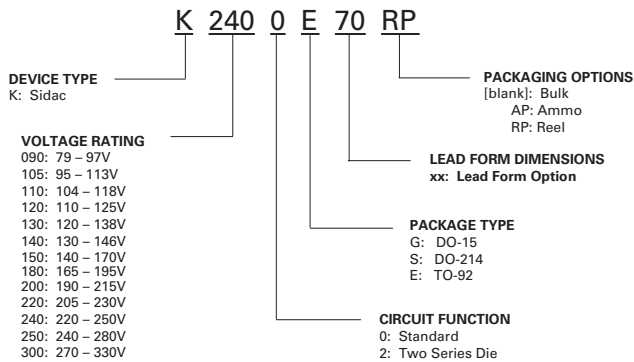 K 240 0 E 70 RP
DEVICE TYPE
K: Sidac
PACKAGING OPTIONS
[blank]: Bulk
AP: Ammo
RP: Reel
VOLTAGE RATING
090: 79 – 97V
105: 95 – 113V
110: 104 – 118V
120: 110 – 125V
130: 120 – 138V
140: 130 – 146V
150: 140 – 170V
180: 165 – 195V
200: 190 – 215V
220: 205 – 230V
240: 220 – 250V
250: 240 – 280V
300: 270 – 330V
LEAD FORM DIMENSIONS
xx: Lead Form Option
PACKAGE TYPE
G: DO-15
S: DO-214
E: TO-92
CIRCUIT FUNCTION
0: Standard
2: Two Series Die